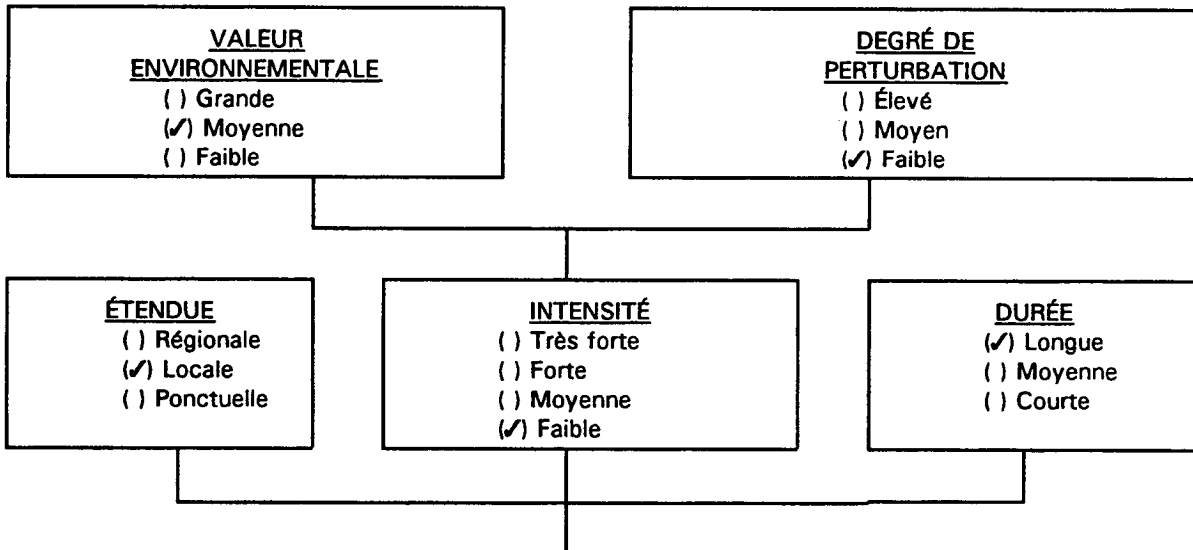 VALEUR
ENVIRONNEMENTALE
( ) Grande
(✓) Moyenne
( ) Faible
DEGRÉ DE
PERTURBATION
( ) Élevé
( ) Moyen
(✓) Faible
ÉTENDUE
( ) Régionale
(✓) Locale
( ) Ponctuelle
INTENSITÉ
( ) Très forte
( ) Forte
( ) Moyenne
(✓) Faible
DURÉE
(✓) Longue
( ) Moyenne
( ) Courte